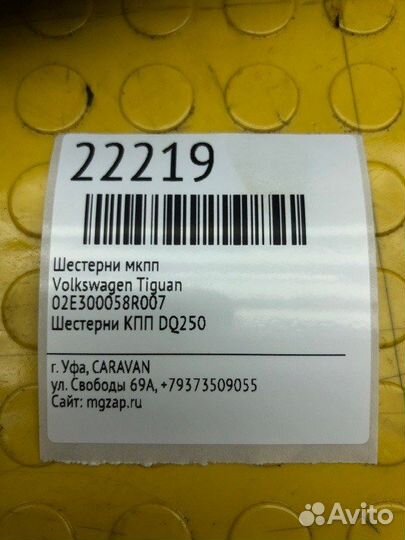 22219
Шестерни мкпп
Volkswagen Tiguan
02E300058R007
Шестерни КПП DQ250
г. Уфа, CARAVAN
ул. Свободы 69А, +79373509055
Сайт: mgzap.ru
Avito